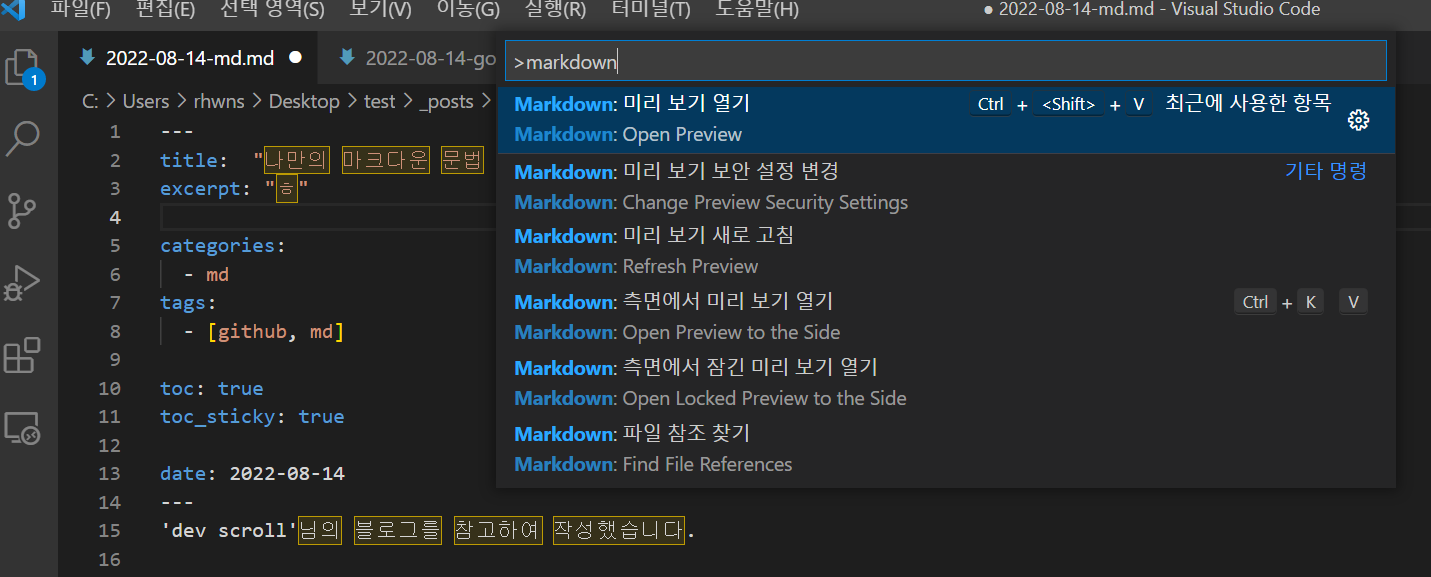 파일(F) 편집(E) 선택 영역(S) 보기(V) 이동(G) 실행(R) 터미널(T) 도움말(H) ● 2022-08-14-md.md - Visual Studio Code
1
2022-08-14-md.md ● 2022-08-14-go
C: > Users > rhwns > Desktop > test > _posts >
1 ---
2 title: "나만의 마크다운 문법
3 excerpt: "ㅎ"
4
5 categories:
6 - md
7 tags:
8 - [github, md]
9
10 toc: true
11 toc_sticky: true
12
13 date: 2022-08-14
14 ---
15 'dev scroll'님의 블로그를 참고하여 작성했습니다.
16
>markdown
Markdown: 미리 보기 열기 Ctrl + <Shift> + V 최근에 사용한 항목
Markdown: Open Preview
Markdown: 미리 보기 보안 설정 변경 기타 명령
Markdown: Change Preview Security Settings
Markdown: 미리 보기 새로 고침
Markdown: Refresh Preview
Markdown: 측면에서 미리 보기 열기 Ctrl + K V
Markdown: Open Preview to the Side
Markdown: 측면에서 잠긴 미리 보기 열기
Markdown: Open Locked Preview to the Side
Markdown: 파일 참조 찾기
Markdown: Find File References